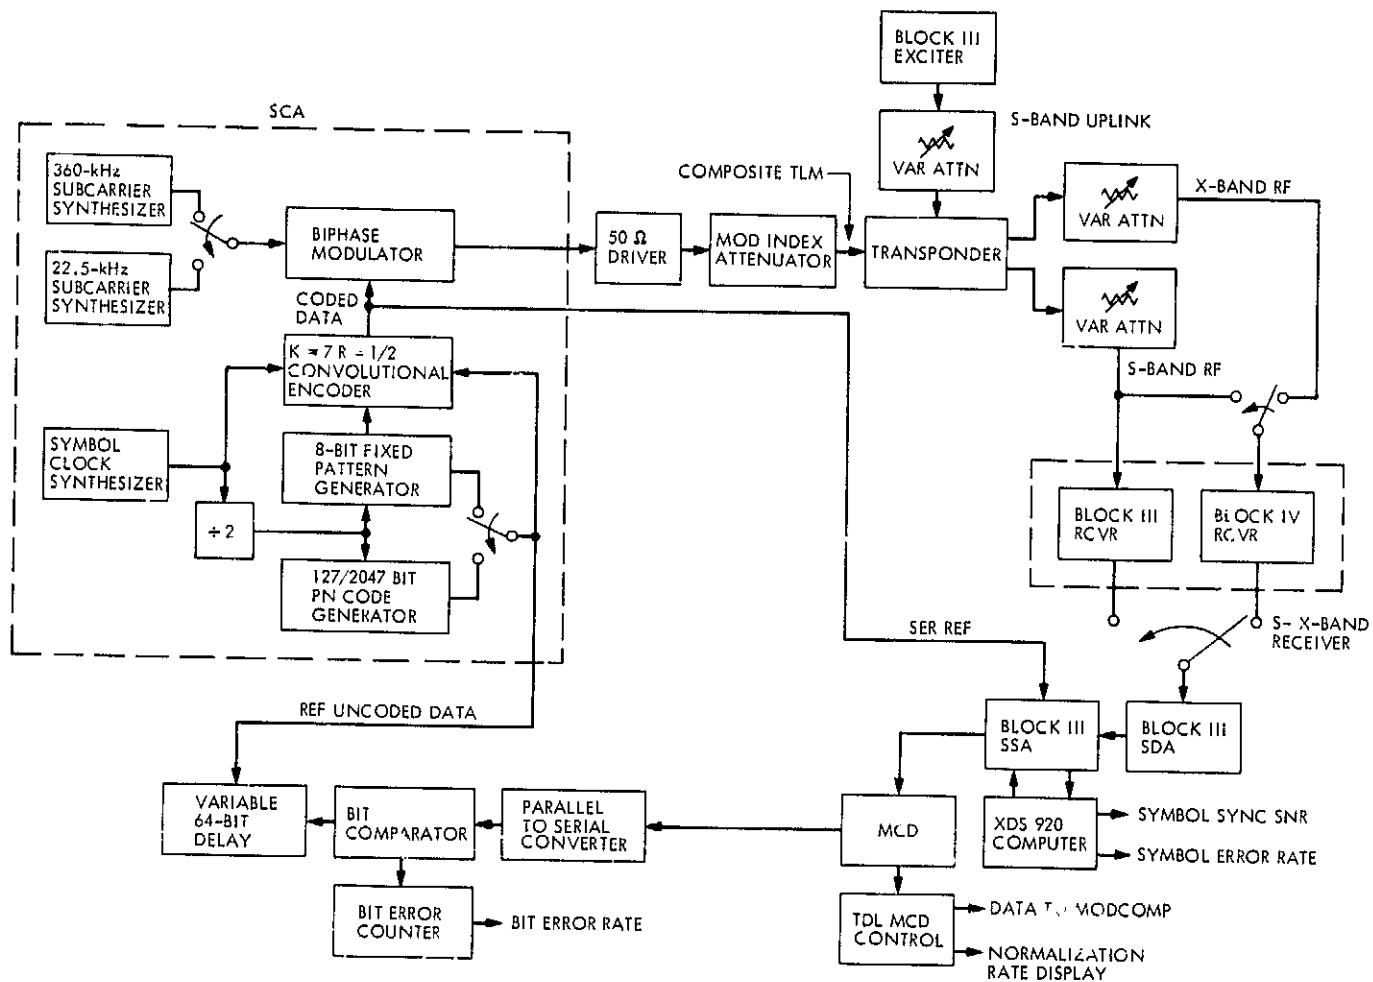 BLOCK III
EXCITER
SCA
S-BAND UPLINK
VAR ATTN
360-kHz
SUBCARRIER
SYNTHESIZER
COMPOSITE TLM
X-BAND RF
VAR ATTN
BIPHASE
MODULATOR
50 Ω
DRIVER
MOD INDEX
ATTENUATOR
TRANSPONDER
22.5-kHz
SUBCARRIER
SYNTHESIZER
CODED
DATA
VAR ATTN
K = 7 R = 1/2
CONVOLUTIONAL
ENCODER
S-BAND RF
SYMBOL
CLOCK
SYNTHESIZER
8-BIT FIXED
PATTERN
GENERATOR
÷2
BLOCK III
RCVR
BLOCK IV
RCVR
127/2047 BIT
PN CODE
GENERATOR
SER REF
S- X-BAND
RECEIVER
REF UNCODED DATA
BLOCK III
SSA
BLOCK III
SDA
VARIABLE
64-BIT
DELAY
BIT
COMPARATOR
PARALLEL
TO SERIAL
CONVERTER
MCD
XDS 920
COMPUTER
SYMBOL SYNC SNR
SYMBOL ERROR RATE
BIT ERROR
COUNTER
BIT ERROR RATE
TDL MCD
CONTROL
DATA TO MODCOMP
NORMALIZATION
RATE DISPLAY